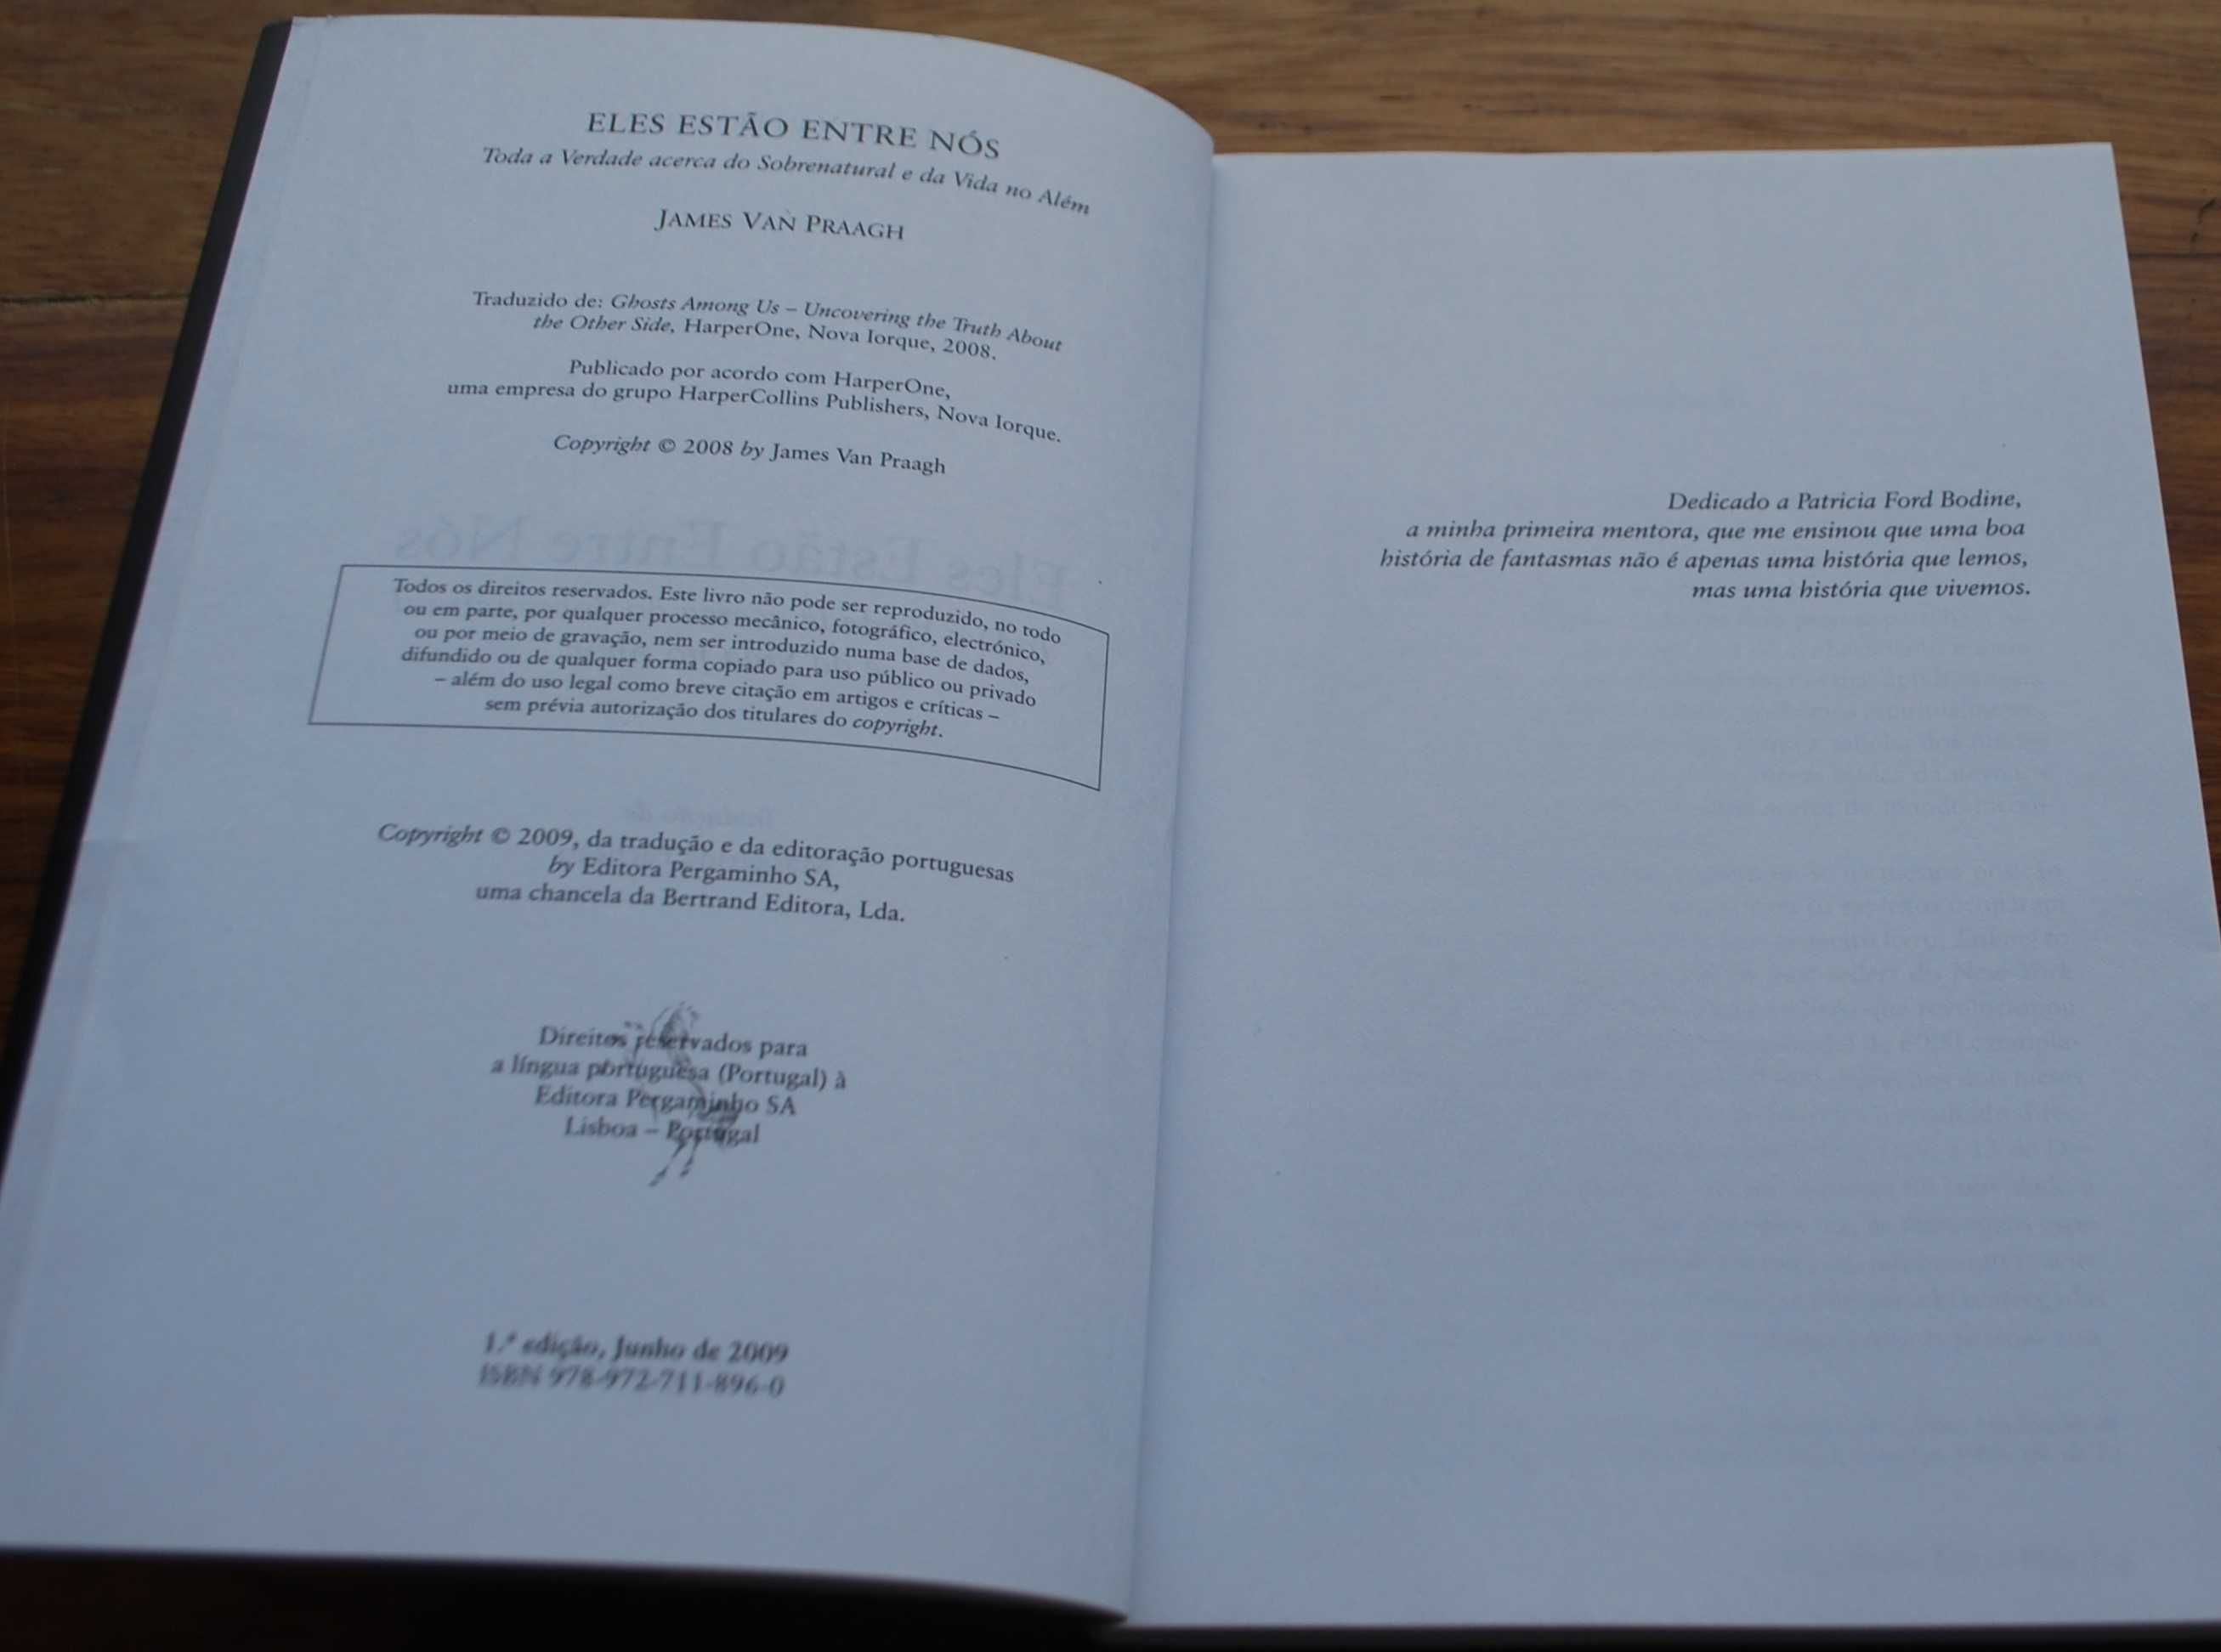 ELES ESTÃO ENTRE NÓS
Toda a Verdade acerca do Sobrenatural e da Vida no Além
JAMES VAN PRAAGH
Traduzido de: Ghosts Among Us – Uncovering the Truth About
the Other Side, HarperOne, Nova Iorque, 2008.
Publicado por acordo com HarperOne,
uma empresa do grupo HarperCollins Publishers, Nova Iorque.
Copyright © 2008 by James Van Praagh
Todos os direitos reservados. Este livro não pode ser reproduzido, no todo
ou em parte, por qualquer processo mecânico, fotográfico, electrónico,
ou por meio de gravação, nem ser introduzido numa base de dados,
difundido ou de qualquer forma copiado para uso público ou privado
– além do uso legal como breve citação em artigos e críticas –
sem prévia autorização dos titulares do copyright.
Copyright © 2009, da tradução e da editoração portuguesas
by Editora Pergaminho SA,
uma chancela da Bertrand Editora, Lda.
Direitos reservados para
a língua portuguesa (Portugal) à
Editora Pergaminho SA
Lisboa – Portugal
1.ª edição, Junho de 2009
ISBN 978-972-711-896-0
Dedicado a Patricia Ford Bodine,
a minha primeira mentora, que me ensinou que uma boa
história de fantasmas não é apenas uma história que lemos,
mas uma história que vivemos.